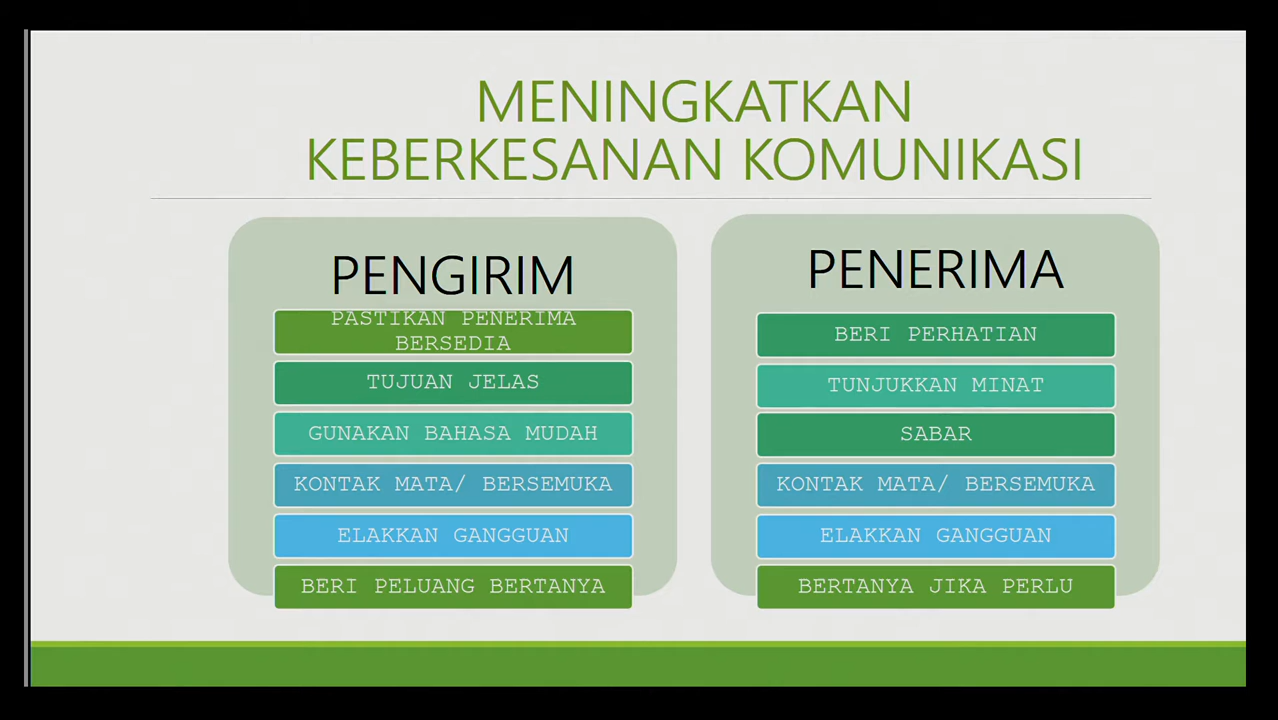 MENINGKATKAN
KEBERKESANAN KOMUNIKASI
PENGIRIM
PASTIKAN PENERIMA
BERSEDIA
TUJUAN JELAS
GUNAKAN BAHASA MUDAH
KONTAK MATA/ BERSEMUKA
ELAKKAN GANGGUAN
BERI PELUANG BERTANYA
PENERIMA
BERI PERHATIAN
TUNJUKKAN MINAT
SABAR
KONTAK MATA/ BERSEMUKA
ELAKKAN GANGGUAN
BERTANYA JIKA PERLU